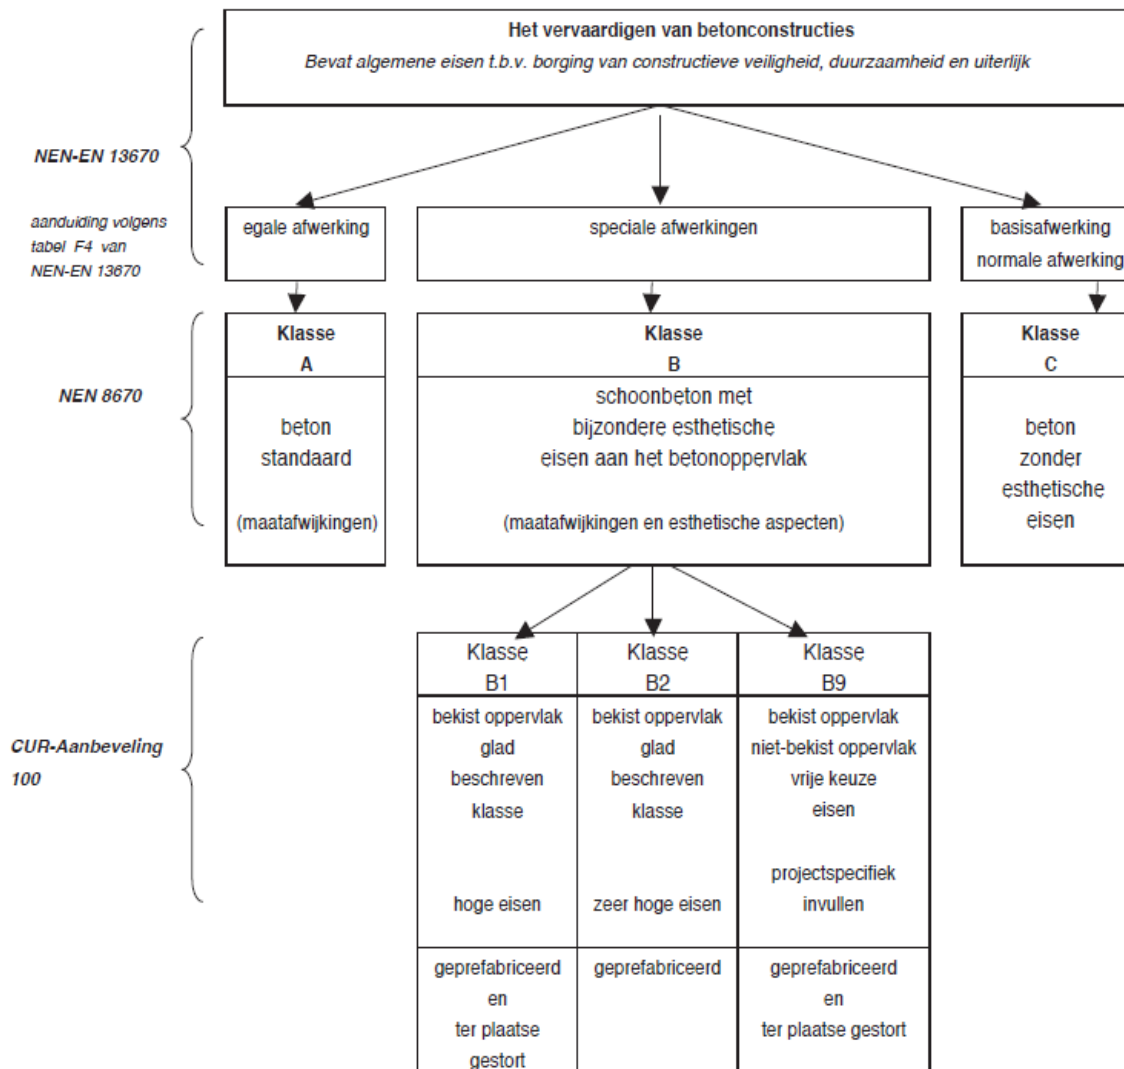 Het vervaardigen van betonconstructies
Bevat algemene eisen t.b.v. borging van constructieve veiligheid, duurzaamheid en uiterlijk
NEN-EN 13670
aanduiding volgens
tabel F4 van
NEN-EN 13670
egale afwerking
speciale afwerkingen
basisafwerking
normale afwerking
NEN 8670
Klasse
A
beton
standaard
(maatafwijkingen)
Klasse
B
schoonbeton met
bijzondere esthetische
eisen aan het betonoppervlak
(maatafwijkingen en esthetische aspecten)
Klasse
C
beton
zonder
esthetische
eisen
CUR-Aanbeveling
100
Klasse
B1
bekist oppervlak
glad
beschreven
klasse
hoge eisen
geprefabriceerd
en
ter plaatse
gestort
Klasse
B2
bekist oppervlak
glad
beschreven
klasse
zeer hoge eisen
geprefabriceerd
Klasse
B9
bekist oppervlak
niet-bekist oppervlak
vrije keuze
eisen
projectspecifiek
invullen
geprefabriceerd
en
ter plaatse gestort